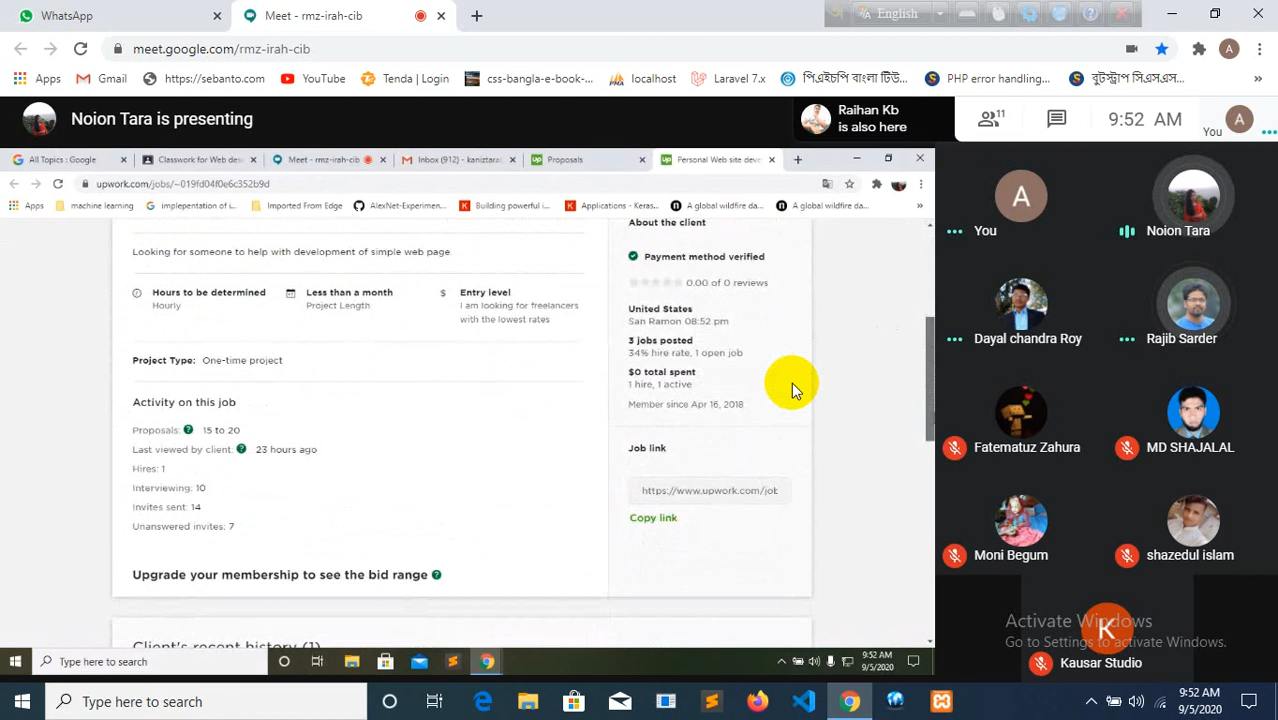 WhatsApp
Meet - rmz-irah-cib
English
meet.google.com/rmz-irah-cib
A
Apps
Gmail
https://sebanto.com
YouTube
Tenda | Login
css-bangla-e-book-...
localhost
Laravel 7.x
পিএইচপি বাংলা টিউ...
PHP error handling...
বুটস্ট্রাপ সিএসএস...
Noion Tara is presenting
Raihan Kb
is also here
11
9:52 AM
You
A
All Topics : Google
Classwork for Web des
Meet - rmz-irah-cib
Inbox (912) - kaniztara
Proposals
Personal Web site deve
upwork.com/jobs/~019fd04f0e6c352b9d
Apps
machine learning
implepentation of i...
Imported From Edge
AlexNet-Experimen...
Building powerful i...
Applications - Keras...
A global wildfire da...
A global wildfire da...
About the client
Looking for someone to help with development of simple web page
Payment method verified
0.00 of 0 reviews
Hours to be determined
Hourly
Less than a month
Project Length
$ Entry level
I am looking for freelancers
with the lowest rates
United States
San Ramon 08:52 pm
3 jobs posted
34% hire rate, 1 open job
Project Type: One-time project
$0 total spent
1 hire, 1 active
Member since Apr 16, 2018
Activity on this job
Proposals: 15 to 20
Last viewed by client: 23 hours ago
Hires: 1
Interviewing: 10
Invites sent: 14
Unanswered invites: 7
Job link
https://www.upwork.com/job
Copy link
Upgrade your membership to see the bid range
Client's recent history (1)
Type here to search
9:52 AM
9/5/2020
A
You
Noion Tara
Dayal chandra Roy
Rajib Sarder
Fatematuz Zahura
MD SHAJALAL
Moni Begum
shazedul islam
K
Kausar Studio
Activate Windows
Go to Settings to activate Windows.
Type here to search
9:52 AM
9/5/2020